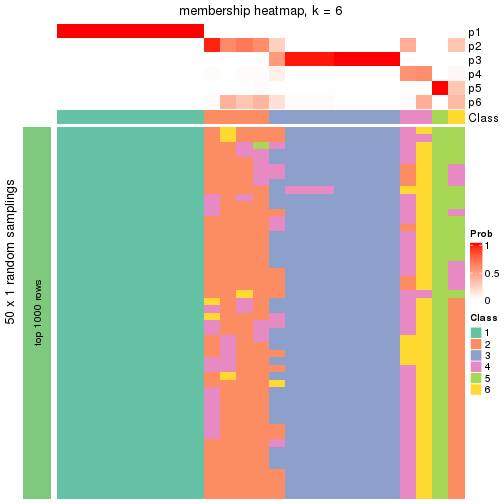 membership heatmap, k = 6
p1
p2
p3
p4
p5
p6
Class
50 x 1 random samplings
top 1000 rows
Prob
1
0.5
0
Class
1
2
3
4
5
6